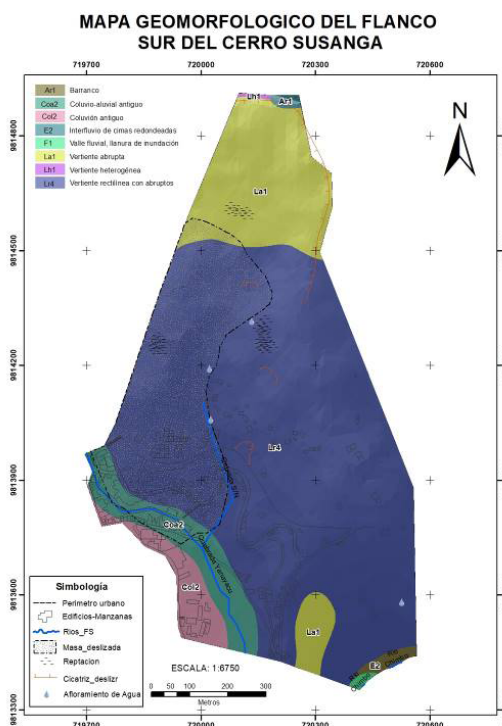 MAPA GEOMORFOLOGICO DEL FLANCO
SUR DEL CERRO SUSANGA
719700 720000 720300 720600
Ar1 Barranco
Coa2 Coluvio-aluvial antiguo
Col2 Coluvión antiguo
E2 Interfluvio de cimas redondeadas
F1 Valle fluvial, llanura de inundación
La1 Vertiente abrupta
Lh1 Vertiente heterogénea
Lr4 Vertiente rectilínea con abruptos
N
Lh1
Ar1
La1
9814800
9814500
9814200
9813900
9813600
9813300
Lr4
Coa2
Col2
La1
E2
Río
Simbología
Perimetro urbano
Edificios-Manzanas
Rios_FS
Masa_deslizada
Reptacion
Cicatriz_deslizr
Afloramiento de Agua
ESCALA: 1:6750
0 50 100 200 300
Metros
719700 720000 720300 720600